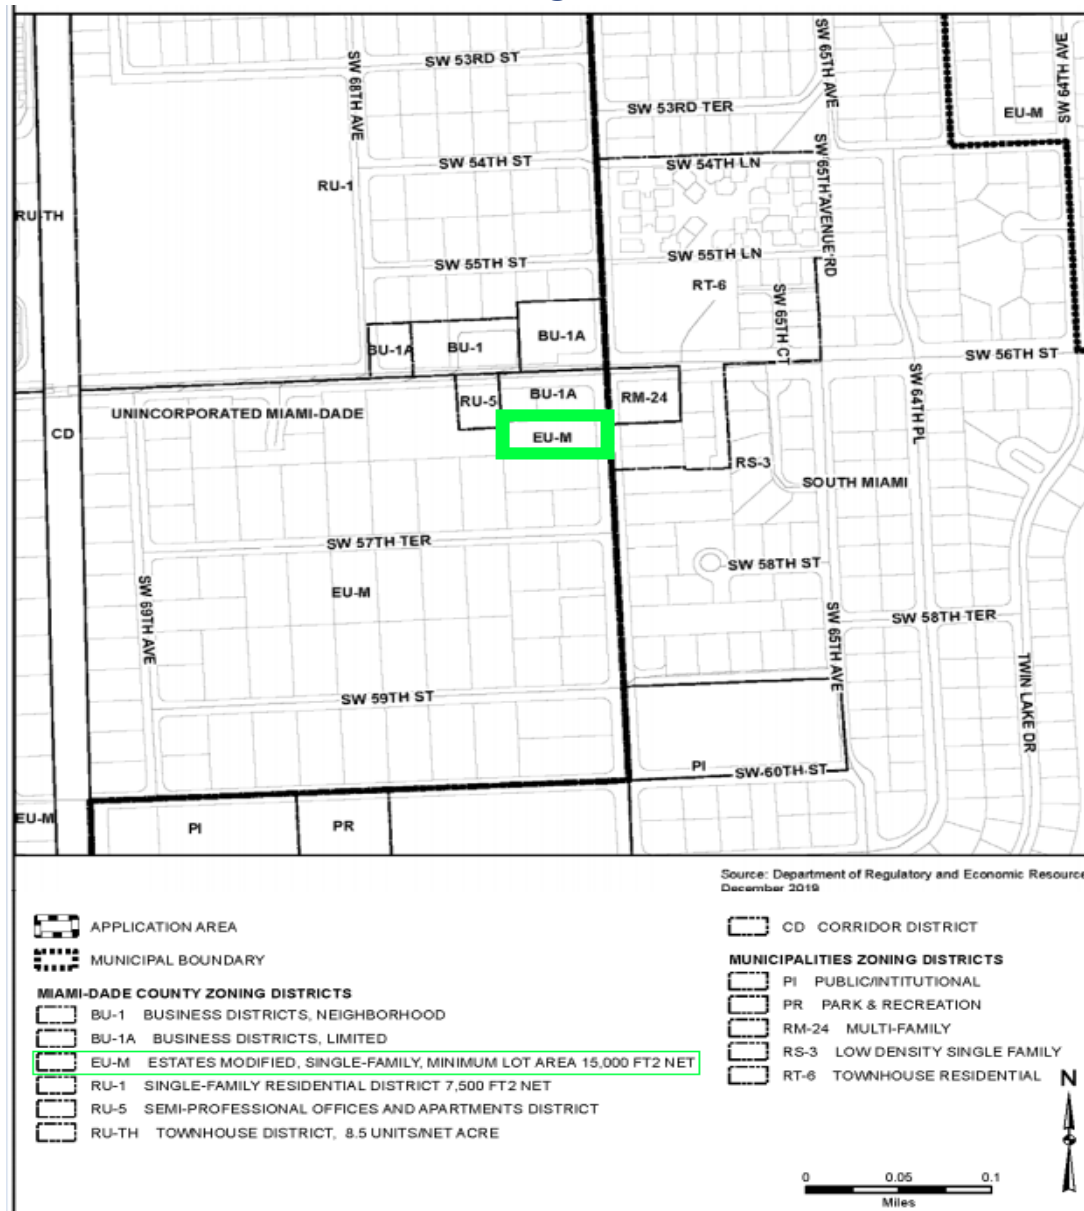 SW 53RD ST
SW 68TH AVE
SW 65TH AVE
SW 64TH AVE
SW 53RD TER
EU-M
SW 54TH ST
SW 54TH LN
SW 65TH AVENUE RD
RU-1
RU-TH
SW 55TH ST
SW 55TH LN
RT-6
SW 65TH CT
BU-1A
BU-1
BU-1A
SW 56TH ST
SW 64TH PL
RU-5
BU-1A
RM-24
UNINCORPORATED MIAMI-DADE
CD
EU-M
RS-3
SOUTH MIAMI
SW 57TH TER
SW 58TH ST
SW 69TH AVE
EU-M
SW 65TH AVE
SW 58TH TER
TWIN LAKE DR
SW 59TH ST
PI
SW 60TH ST
EU-M
PI
PR
Source: Department of Regulatory and Economic Resource
December 2019
APPLICATION AREA
MUNICIPAL BOUNDARY
MIAMI-DADE COUNTY ZONING DISTRICTS
BU-1 BUSINESS DISTRICTS, NEIGHBORHOOD
BU-1A BUSINESS DISTRICTS, LIMITED
EU-M ESTATES MODIFIED, SINGLE-FAMILY, MINIMUM LOT AREA 15,000 FT2 NET
RU-1 SINGLE-FAMILY RESIDENTIAL DISTRICT 7,500 FT2 NET
RU-5 SEMI-PROFESSIONAL OFFICES AND APARTMENTS DISTRICT
RU-TH TOWNHOUSE DISTRICT, 8.5 UNITS/NET ACRE
CD CORRIDOR DISTRICT
MUNICIPALITIES ZONING DISTRICTS
PI PUBLIC/INTITUTIONAL
PR PARK & RECREATION
RM-24 MULTI-FAMILY
RS-3 LOW DENSITY SINGLE FAMILY
RT-6 TOWNHOUSE RESIDENTIAL
N
0 0.05 0.1
Miles